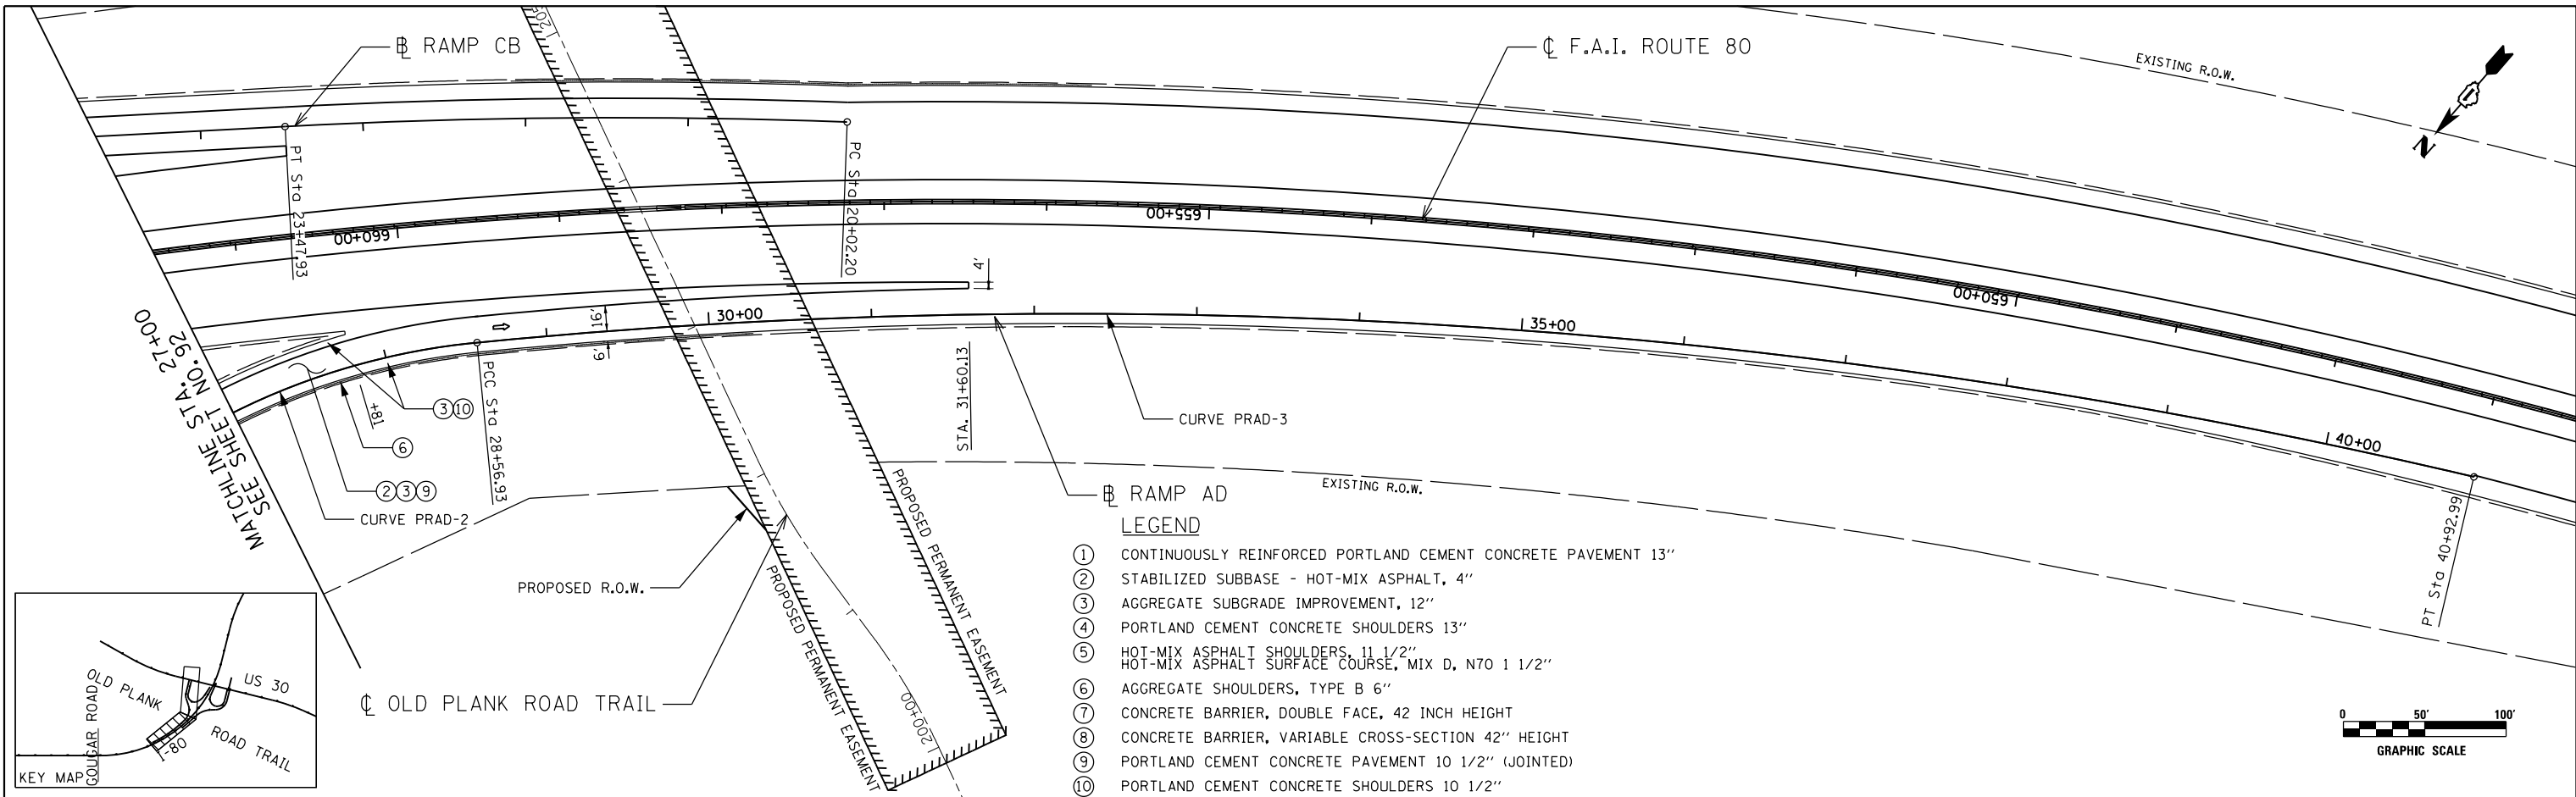 ℄ RAMP CB
℄ F.A.I. ROUTE 80
EXISTING R.O.W.
N
PT Sta 23+47.93
PC Sta 20+02.20
660+00
655+00
650+00
4'
16'
6'
30+00
35+00
40+00
MATCHLINE STA. 27+00
SEE SHEET NO. 92
+81
3 10
6
2 3 9
CURVE PRAD-2
PCC Sta 28+56.93
STA. 31+60.13
CURVE PRAD-3
℄ RAMP AD
EXISTING R.O.W.
PT Sta 40+92.99
PROPOSED R.O.W.
PROPOSED PERMANENT EASEMENT
PROPOSED PERMANENT EASEMENT
℄ OLD PLANK ROAD TRAIL
200+00
LEGEND
1 CONTINUOUSLY REINFORCED PORTLAND CEMENT CONCRETE PAVEMENT 13"
2 STABILIZED SUBBASE - HOT-MIX ASPHALT, 4"
3 AGGREGATE SUBGRADE IMPROVEMENT, 12"
4 PORTLAND CEMENT CONCRETE SHOULDERS 13"
5 HOT-MIX ASPHALT SHOULDERS, 11 1/2"
HOT-MIX ASPHALT SURFACE COURSE, MIX D, N70 1 1/2"
6 AGGREGATE SHOULDERS, TYPE B 6"
7 CONCRETE BARRIER, DOUBLE FACE, 42 INCH HEIGHT
8 CONCRETE BARRIER, VARIABLE CROSS-SECTION 42" HEIGHT
9 PORTLAND CEMENT CONCRETE PAVEMENT 10 1/2" (JOINTED)
10 PORTLAND CEMENT CONCRETE SHOULDERS 10 1/2"
US 30
OLD PLANK
ROAD TRAIL
GOUGAR ROAD
I-80
KEY MAP
0 50' 100'
GRAPHIC SCALE